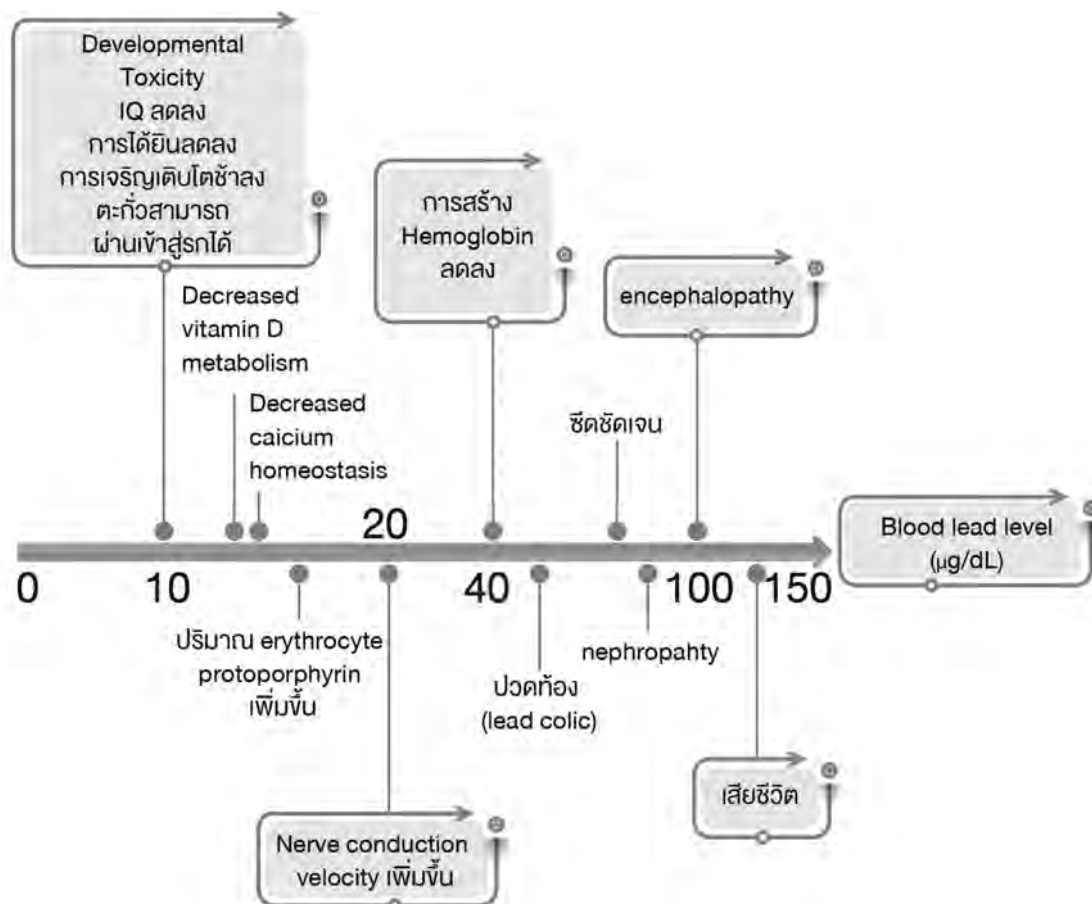 Developmental
Toxicity
IQ ลดลง
การได้ยินลดลง
การเจริญเติบโตช้าลง
ตะกั่วสามารถ
ผ่านเข้าสู่รกได้
Decreased
vitamin D
metabolism
Decreased
caicium
homeostasis
การสร้าง
Hemoglobin
ลดลง
encephalopathy
ซีดชัดเจน
20
Blood lead level
(μg/dL)
0 10 40 100 150
ปริมาณ erythrocyte
protoporphyrin
เพิ่มขึ้น
ปวดท้อง
(lead colic)
nephropahty
เสียชีวิต
Nerve conduction
velocity เพิ่มขึ้น